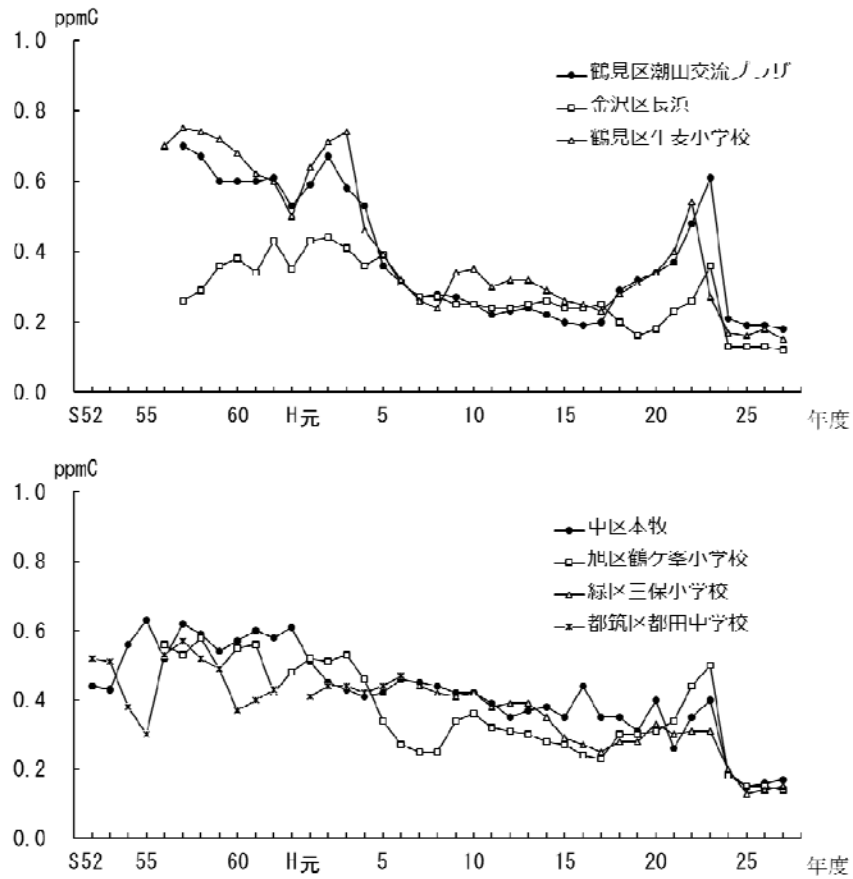 ppmC
1.0
0.8
0.6
0.4
0.2
0.0
鶴見区潮田交流プラザ
金沢区長浜
鶴見区生麦小学校
S52 55 60 H元 5 10 15 20 25 年度
ppmC
1.0
0.8
0.6
0.4
0.2
0.0
中区本牧
旭区鶴ケ峯小学校
緑区三保小学校
都筑区都田中学校
S52 55 60 H元 5 10 15 20 25 年度